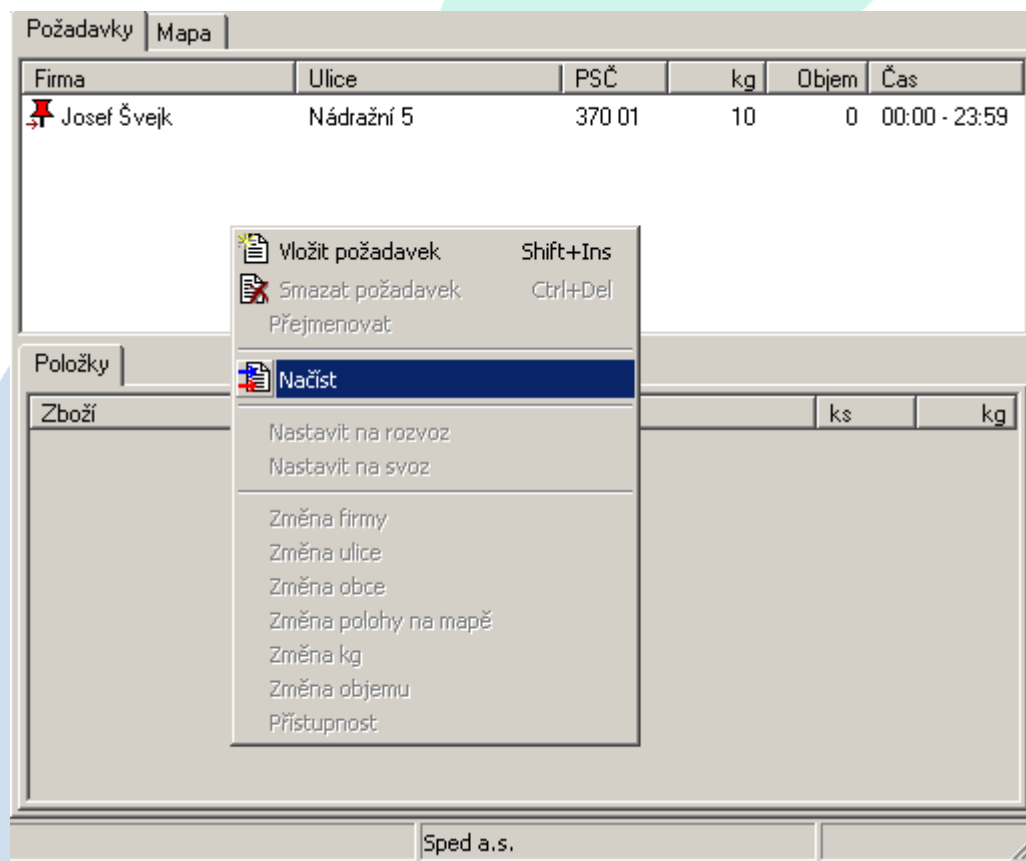 Požadavky Mapa
Firma Ulice PSČ kg Objem Čas
Josef Švejk Nádražní 5 370 01 10 0 00:00 - 23:59
Vložit požadavek Shift+Ins
Smazat požadavek Ctrl+Del
Přejmenovat
Načíst
Nastavit na rozvoz
Nastavit na svoz
Změna firmy
Změna ulice
Změna obce
Změna polohy na mapě
Změna kg
Změna objemu
Přístupnost
Položky
Zboží ks kg
Sped a.s.